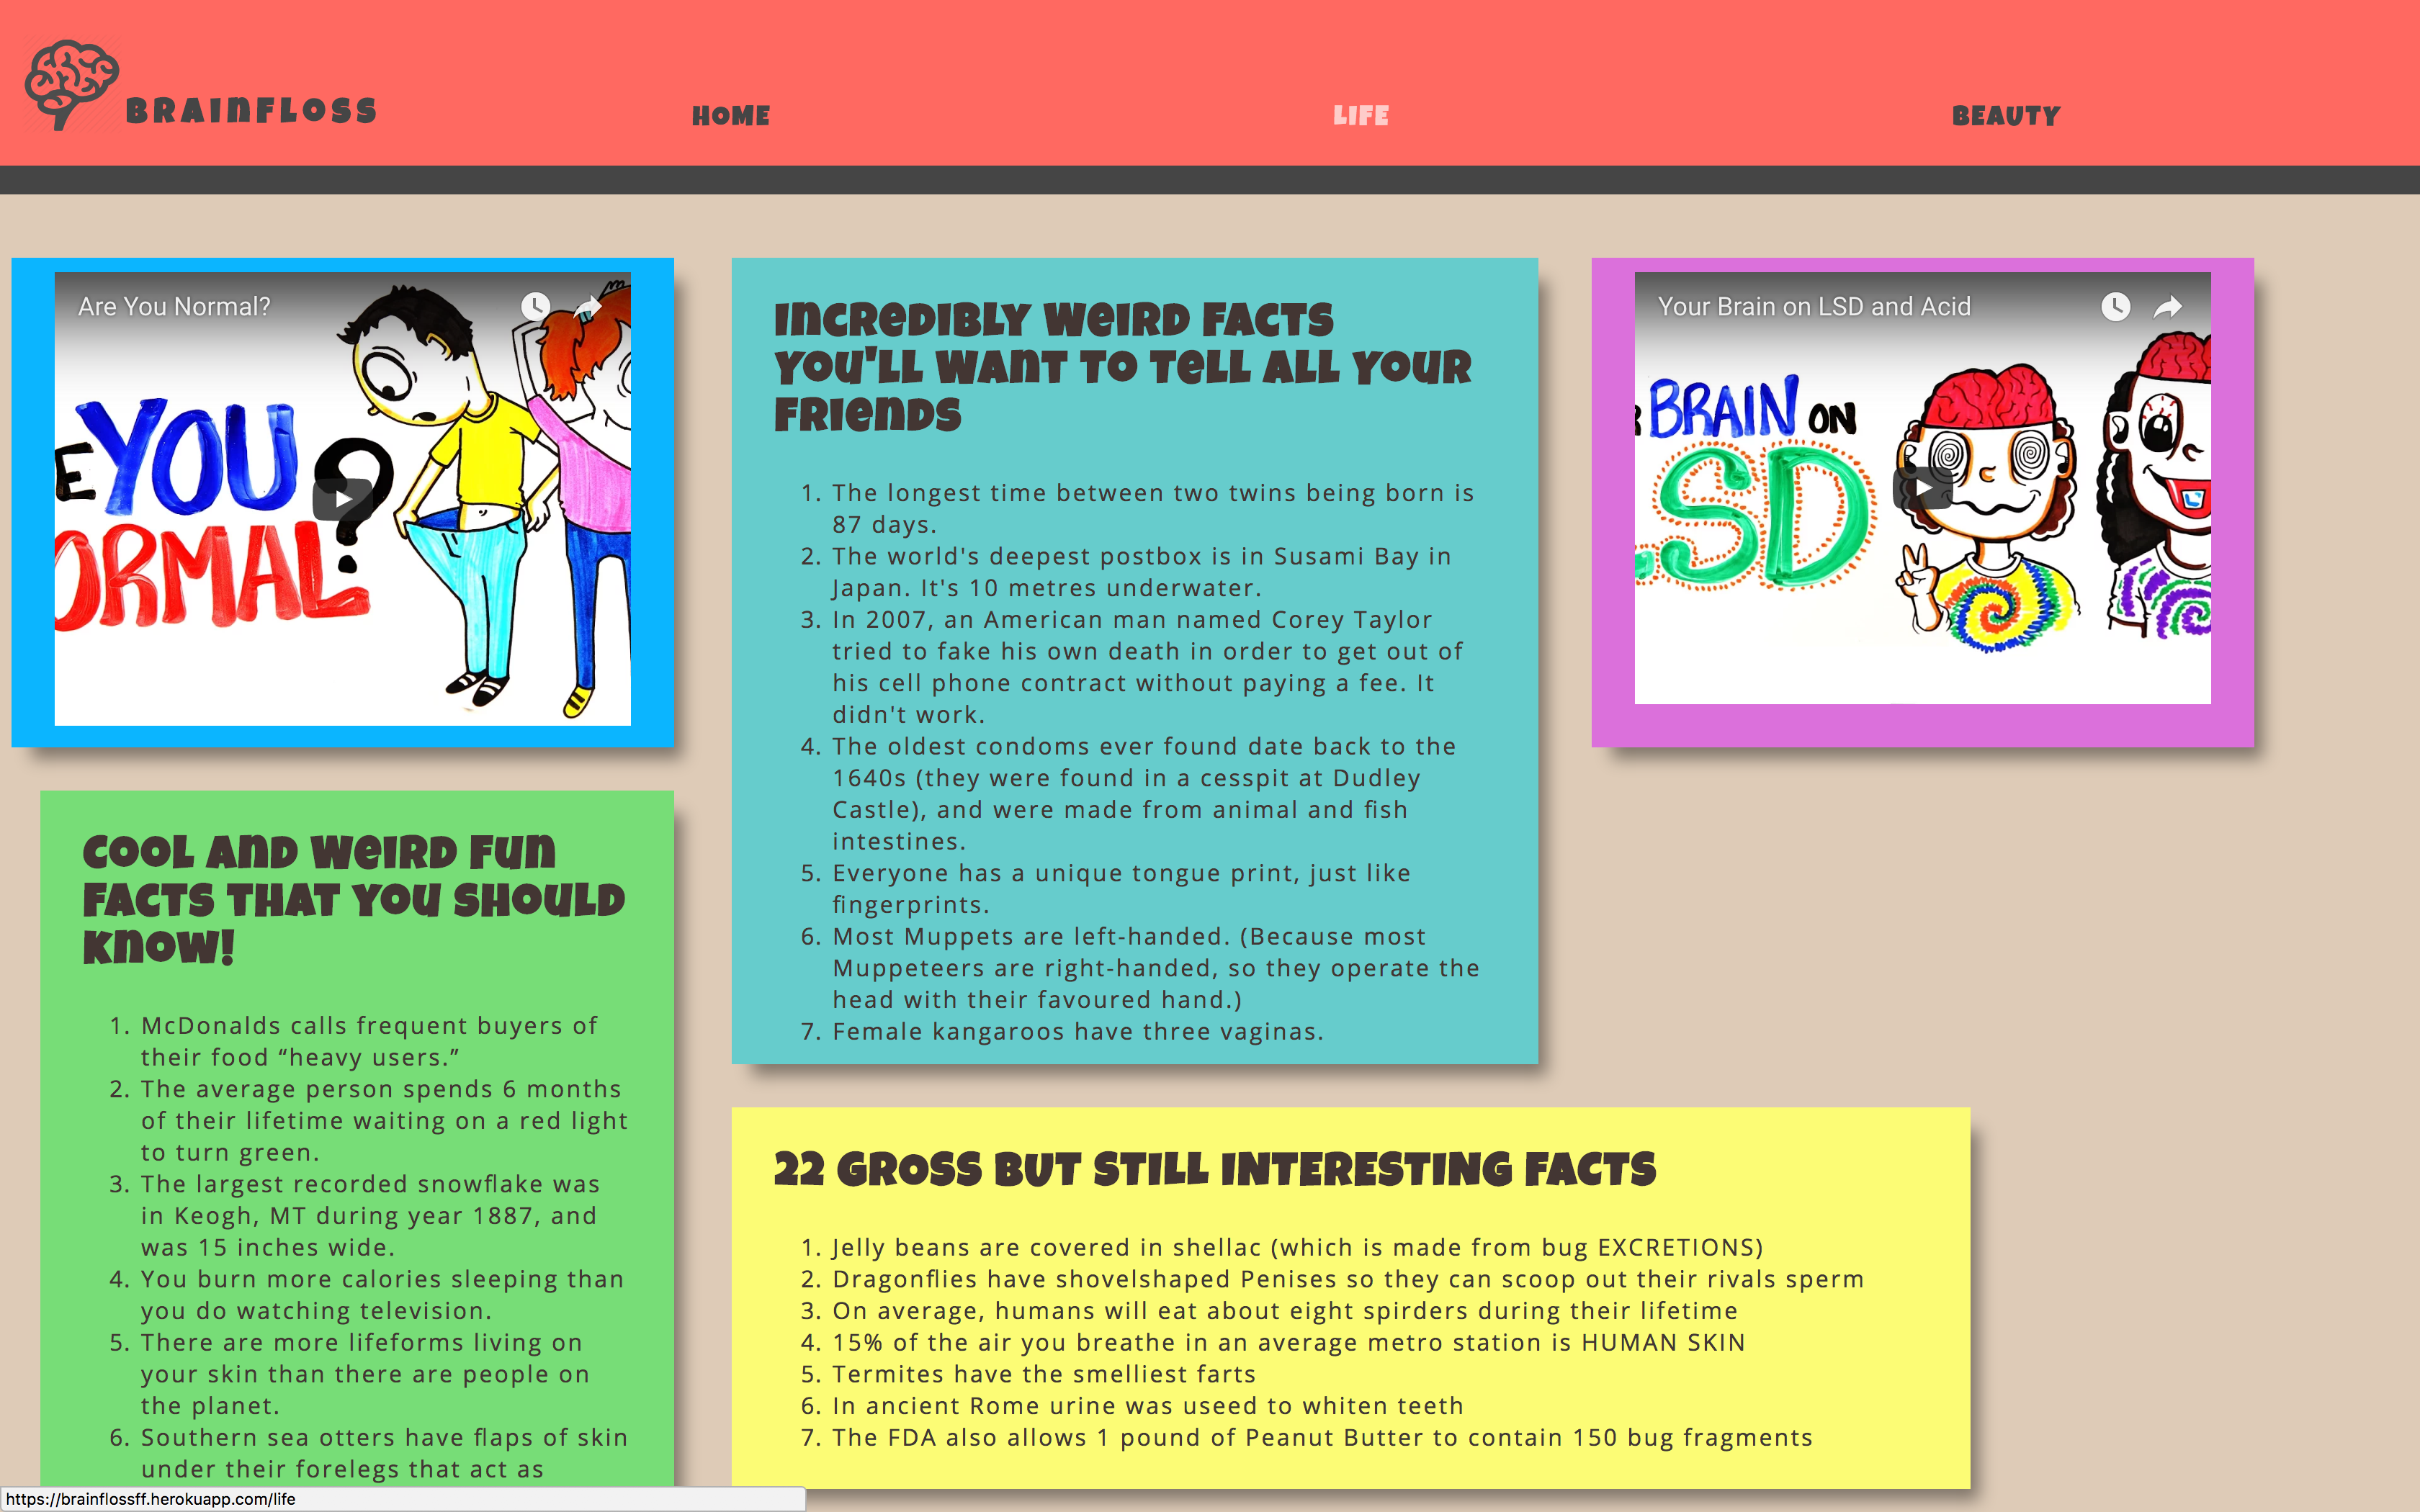 BRAINFLOSS
HOME
LIFE
BEAUTY
Are You Normal?
E YOU
ORMAL?
INCREDIBLY WEIRD FACTS
YOU'LL WANT TO TELL ALL YOUR
FRIENDS
1. The longest time between two twins being born is
87 days.
2. The world's deepest postbox is in Susami Bay in
Japan. It's 10 metres underwater.
3. In 2007, an American man named Corey Taylor
tried to fake his own death in order to get out of
his cell phone contract without paying a fee. It
didn't work.
4. The oldest condoms ever found date back to the
1640s (they were found in a cesspit at Dudley
Castle), and were made from animal and fish
intestines.
5. Everyone has a unique tongue print, just like
fingerprints.
6. Most Muppets are left-handed. (Because most
Muppeteers are right-handed, so they operate the
head with their favoured hand.)
7. Female kangaroos have three vaginas.
Your Brain on LSD and Acid
R BRAIN ON
LSD
COOL AND WEIRD FUN
FACTS THAT YOU SHOULD
KNOW!
1. McDonalds calls frequent buyers of
their food “heavy users.”
2. The average person spends 6 months
of their lifetime waiting on a red light
to turn green.
3. The largest recorded snowflake was
in Keogh, MT during year 1887, and
was 15 inches wide.
4. You burn more calories sleeping than
you do watching television.
5. There are more lifeforms living on
your skin than there are people on
the planet.
6. Southern sea otters have flaps of skin
under their forelegs that act as
22 GROSS BUT STILL INTERESTING FACTS
1. Jelly beans are covered in shellac (which is made from bug EXCRETIONS)
2. Dragonflies have shovelshaped Penises so they can scoop out their rivals sperm
3. On average, humans will eat about eight spirders during their lifetime
4. 15% of the air you breathe in an average metro station is HUMAN SKIN
5. Termites have the smelliest farts
6. In ancient Rome urine was useed to whiten teeth
7. The FDA also allows 1 pound of Peanut Butter to contain 150 bug fragments
https://brainflossff.herokuapp.com/life